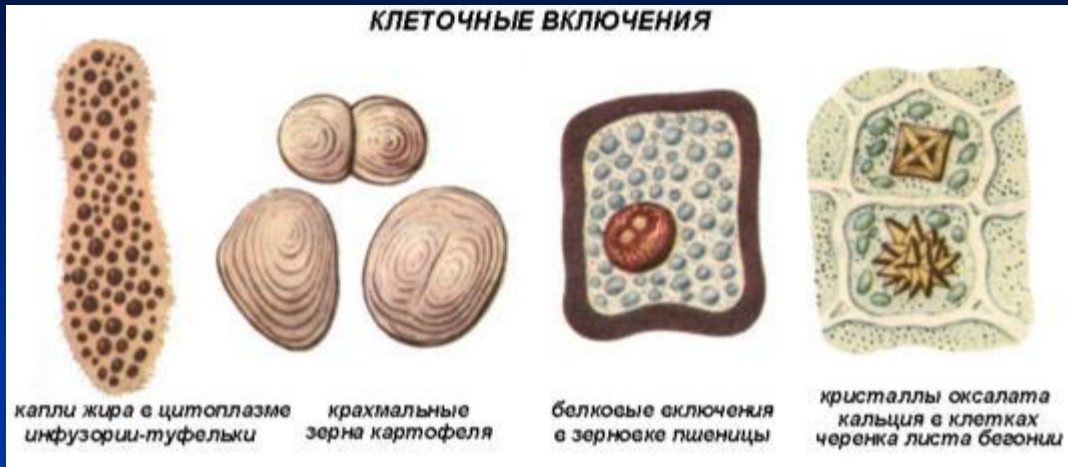 КЛЕТОЧНЫЕ ВКЛЮЧЕНИЯ
капли жира в цитоплазме
инфузории-туфельки
крахмальные
зерна картофеля
белковые включения
в зерновке пшеницы
кристаллы оксалата
кальция в клетках
черенка листа бегонии